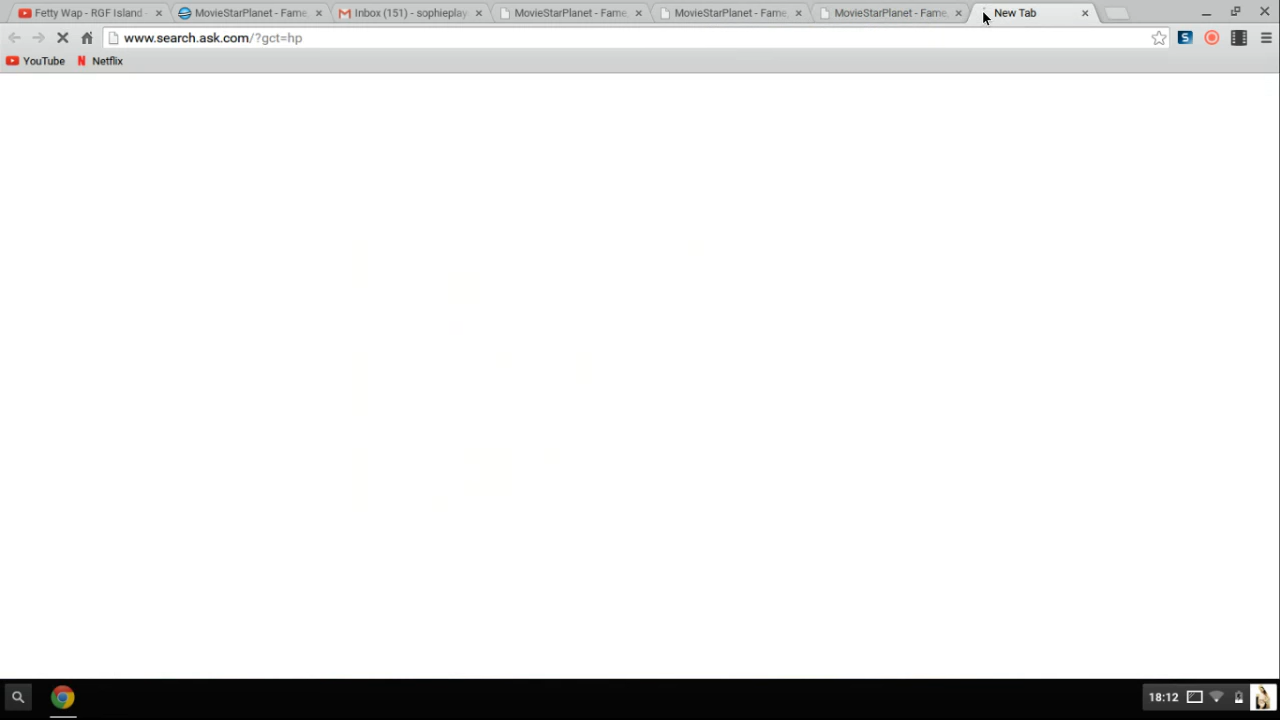 Fetty Wap - RGF Island - MovieStarPlanet - Fame, Inbox (151) - sophieplay MovieStarPlanet - Fame, MovieStarPlanet - Fame, MovieStarPlanet - Fame, New Tab
www.search.ask.com/?gct=hp
YouTube Netflix
18:12